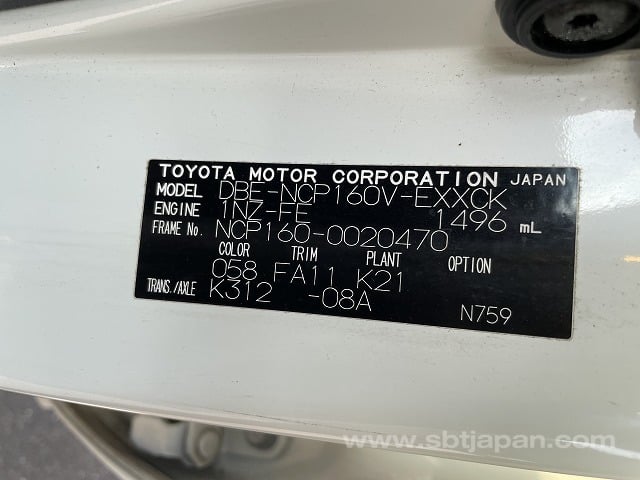 TOYOTA MOTOR CORPORATION JAPAN
MODEL DBE-NCP160V-EXXCK
ENGINE 1NZ-FE 1496 mL
FRAME No. NCP160-0020470
COLOR TRIM PLANT OPTION
058 FA11 K21
TRANS./AXLE K312 -08A
N759
www.sbtjapan.com